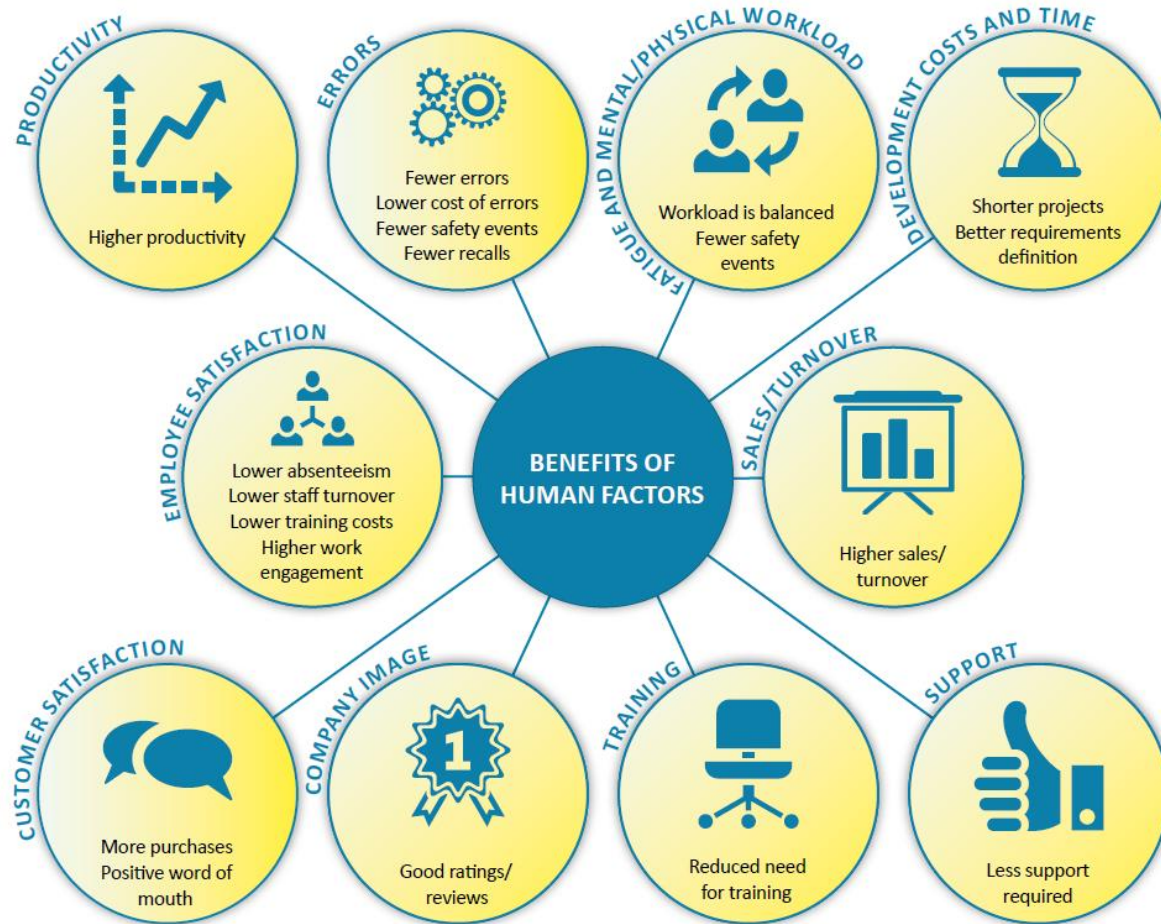 PRODUCTIVITY
Higher productivity
ERRORS
Fewer errors
Lower cost of errors
Fewer safety events
Fewer recalls
FATIGUE AND MENTAL/PHYSICAL WORKLOAD
Workload is balanced
Fewer safety
events
DEVELOPMENT COSTS AND TIME
Shorter projects
Better requirements
definition
EMPLOYEE SATISFACTION
Lower absenteeism
Lower staff turnover
Lower training costs
Higher work
engagement
BENEFITS OF
HUMAN FACTORS
SALES/TURNOVER
Higher sales/
turnover
CUSTOMER SATISFACTION
More purchases
Positive word of
mouth
COMPANY IMAGE
1
Good ratings/
reviews
TRAINING
Reduced need
for training
SUPPORT
Less support
required